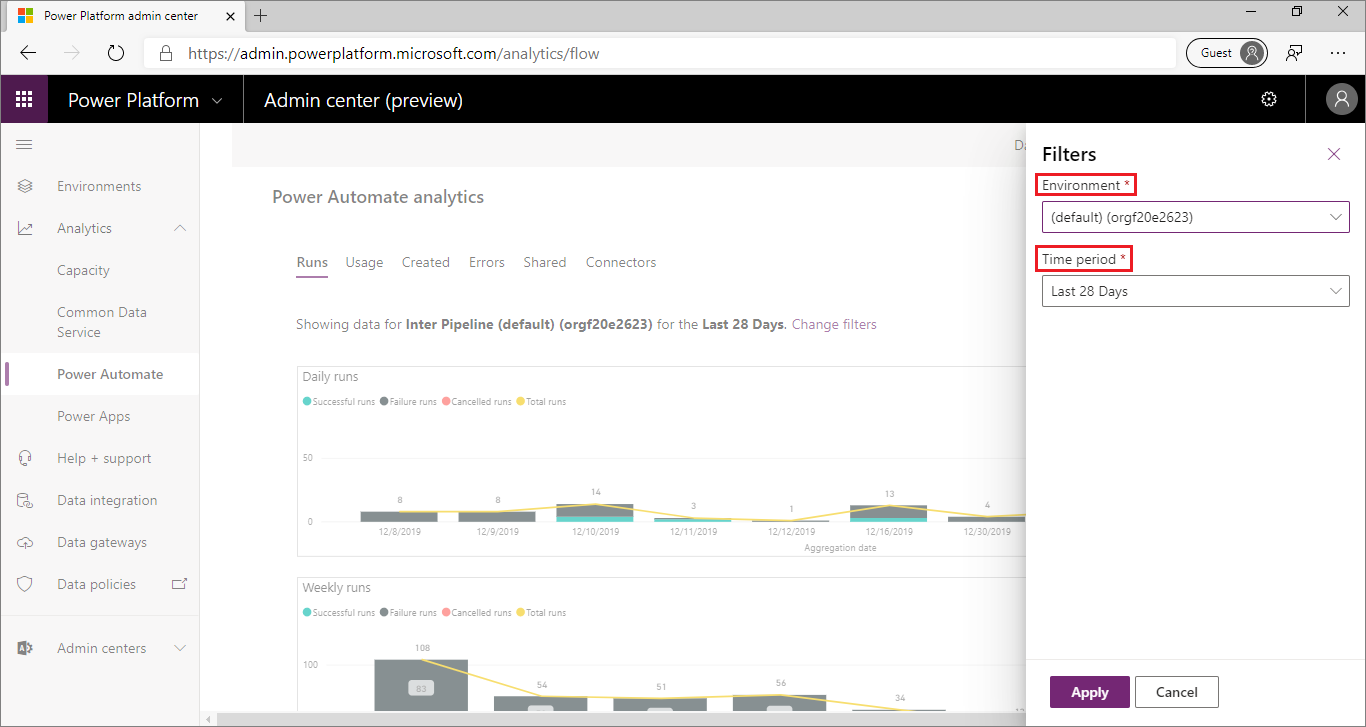 Power Platform admin center
https://admin.powerplatform.microsoft.com/analytics/flow
Guest
Power Platform
Admin center (preview)
Environments
Analytics
Capacity
Common Data
Service
Power Automate
Power Apps
Help + support
Data integration
Data gateways
Data policies
Admin centers
Power Automate analytics
Runs Usage Created Errors Shared Connectors
Showing data for Inter Pipeline (default) (orgf20e2623) for the Last 28 Days. Change filters
Daily runs
Successful runs Failure runs Cancelled runs Total runs
50
0
8 8 14 3 1 13 4
12/8/2019 12/9/2019 12/10/2019 12/11/2019 12/12/2019 12/16/2019 12/30/2019
Aggregation date
Weekly runs
Successful runs Failure runs Cancelled runs Total runs
100
108 54 51 56 34
83
Filters
Environment *
(default) (orgf20e2623)
Time period *
Last 28 Days
Apply
Cancel